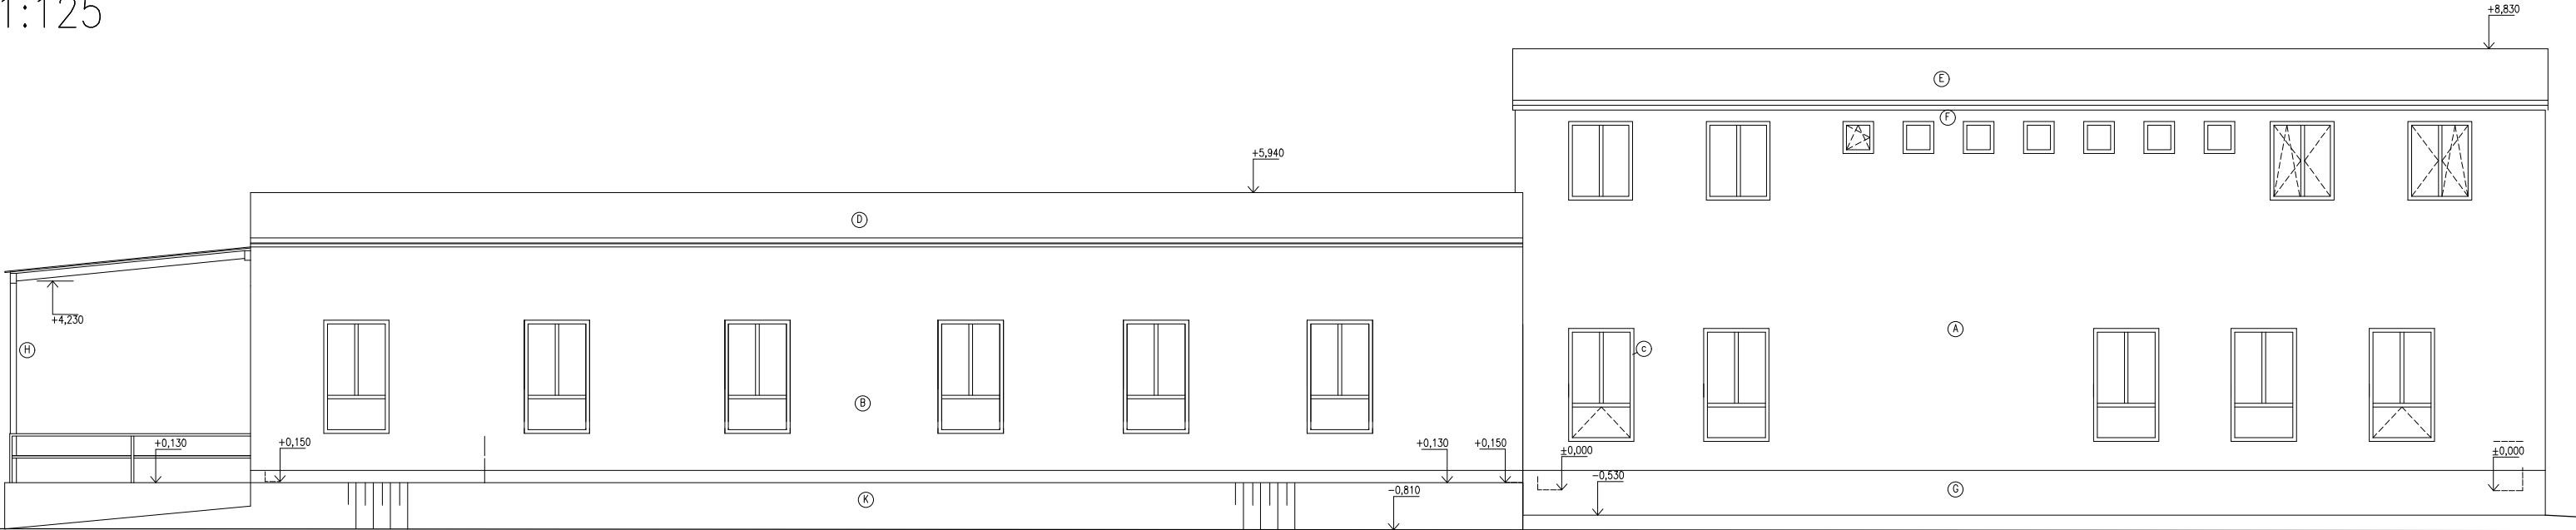 1:125
+8,830
E
F
+5,940
D
+4,230
H
A
c
B
+0,130
+0,150
+0,130
+0,150
±0,000
±0,000
-0,530
-0,810
G
K